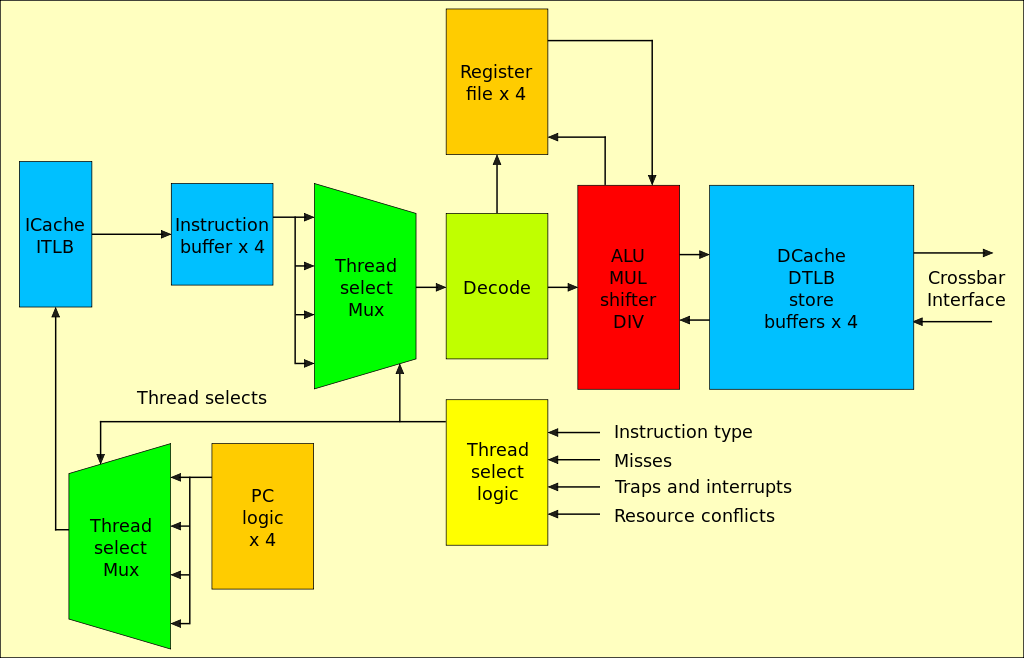 Register
file x 4
ICache
ITLB
Instruction
buffer x 4
Thread
select
Mux
Decode
ALU
MUL
shifter
DIV
DCache
DTLB
store
buffers x 4
Crossbar
Interface
Thread selects
Thread
select
logic
Instruction type
Misses
Traps and interrupts
Resource conflicts
PC
logic
x 4
Thread
select
Mux